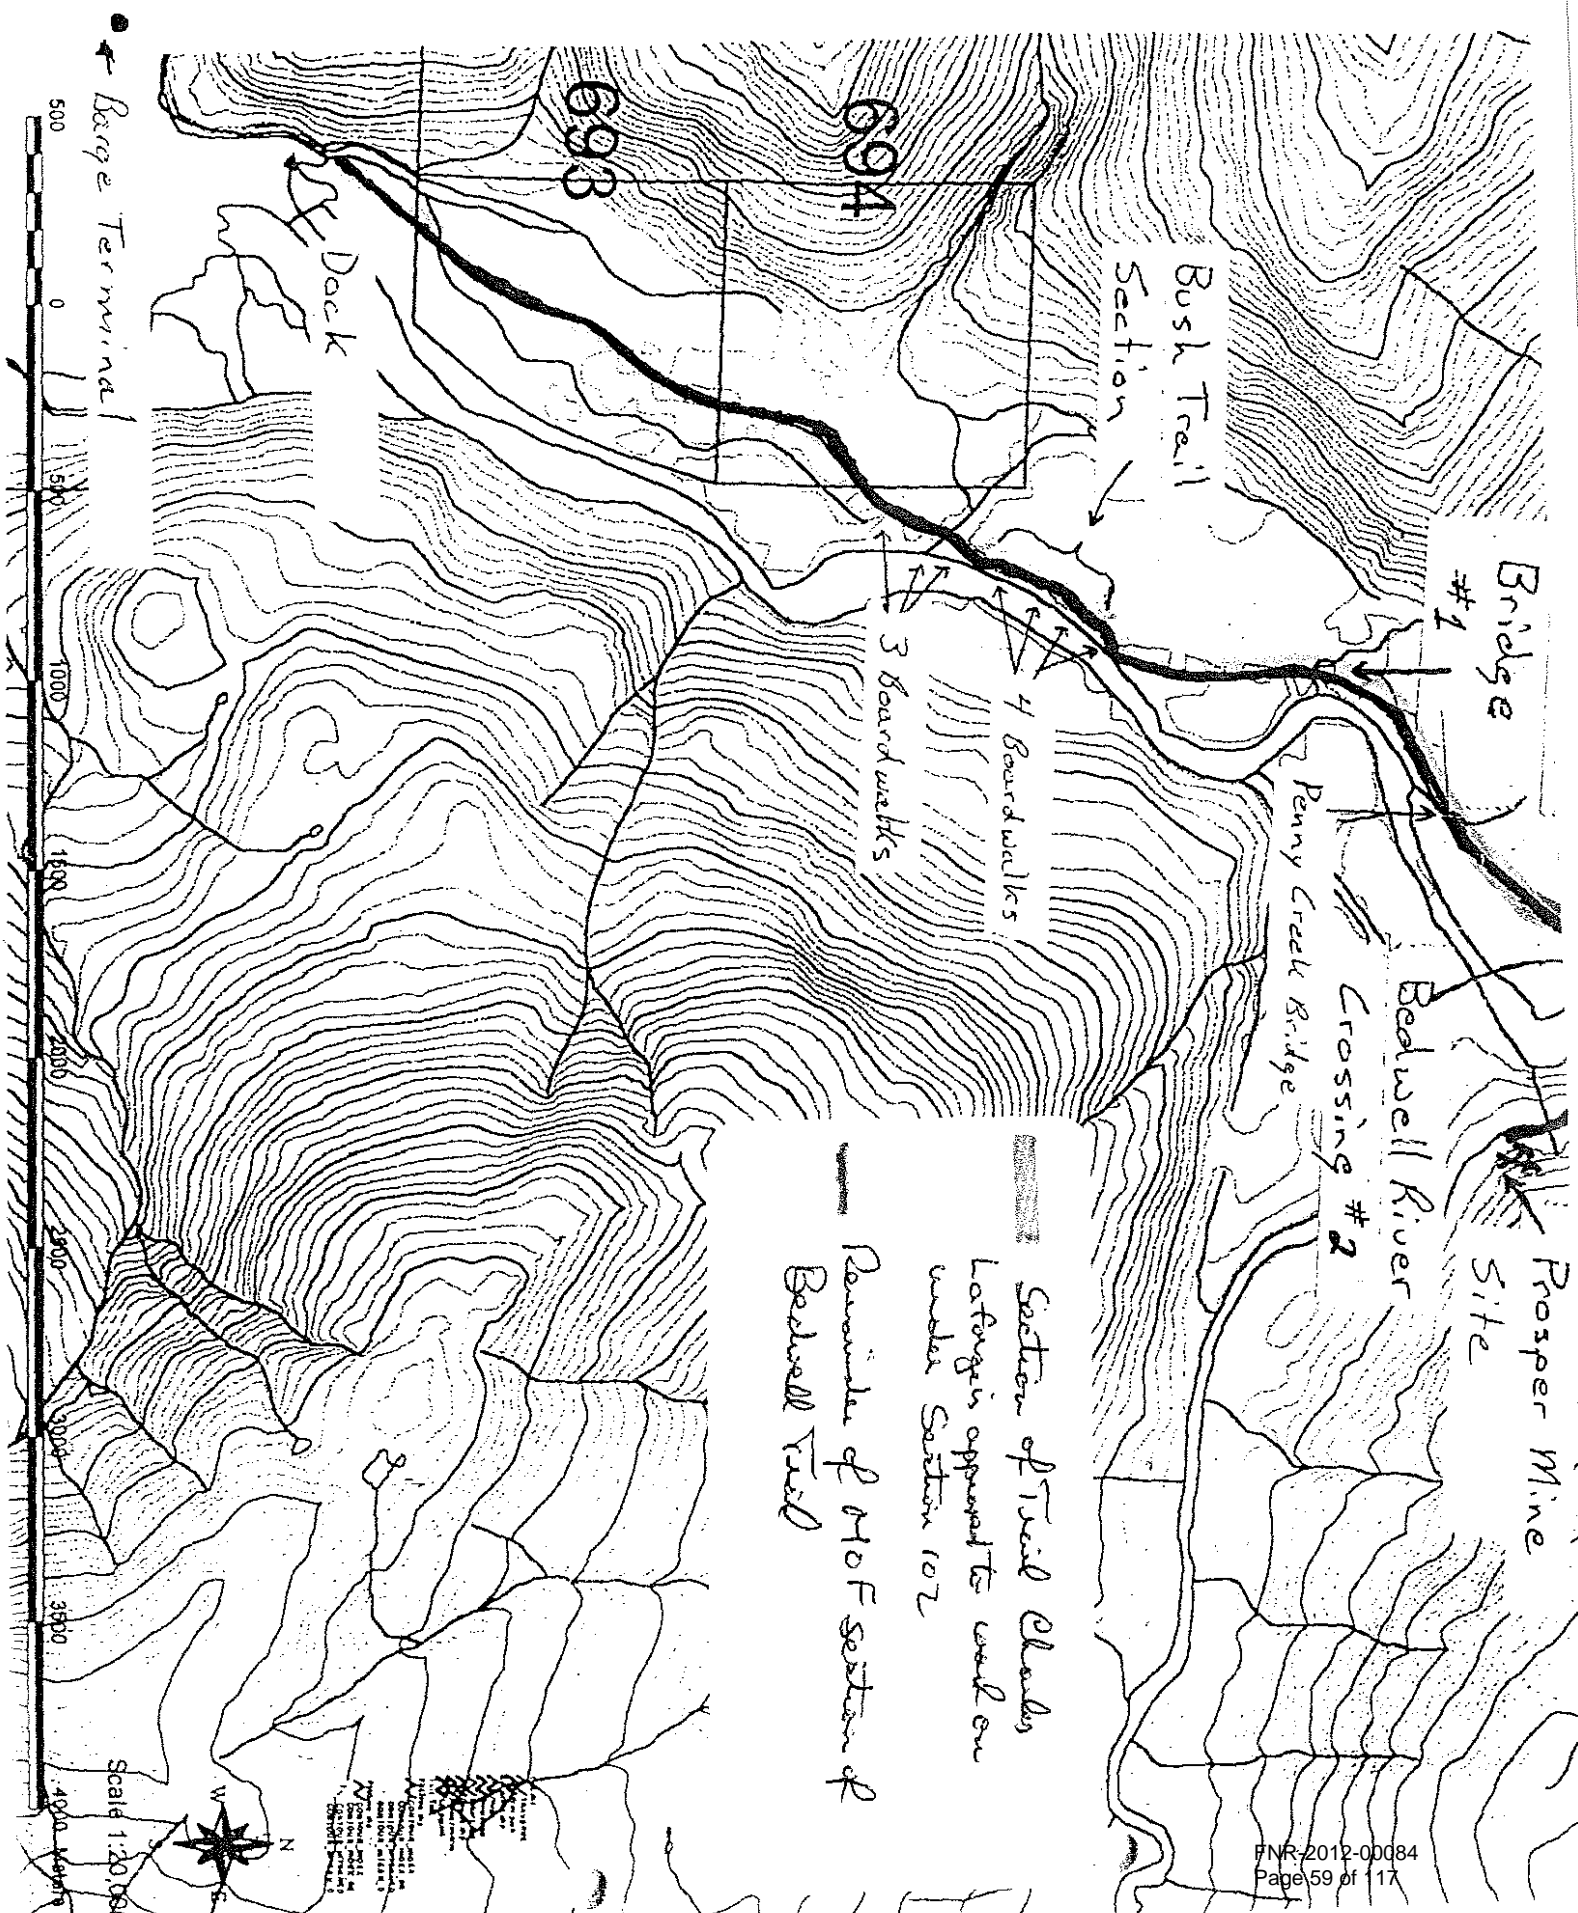 Prosper Mine
Site
Bridge
#1
Bedwell River
Crossing #2
Penny Creek Bridge
Bush Trail
Section
4 Boardwalks
3 Boardwalks
694
693
Dock
Barge Terminal
Section of Trail Charles
Laforge is approved to work on
under Section 102
Remainder of MOF section of
Bedwell Trail
500
0
500
1000
1500
2000
2500
3000
3500
4000 Meters
Scale 1:20,00
N
W
E
S
FNR-2012-00084
Page 59 of 117